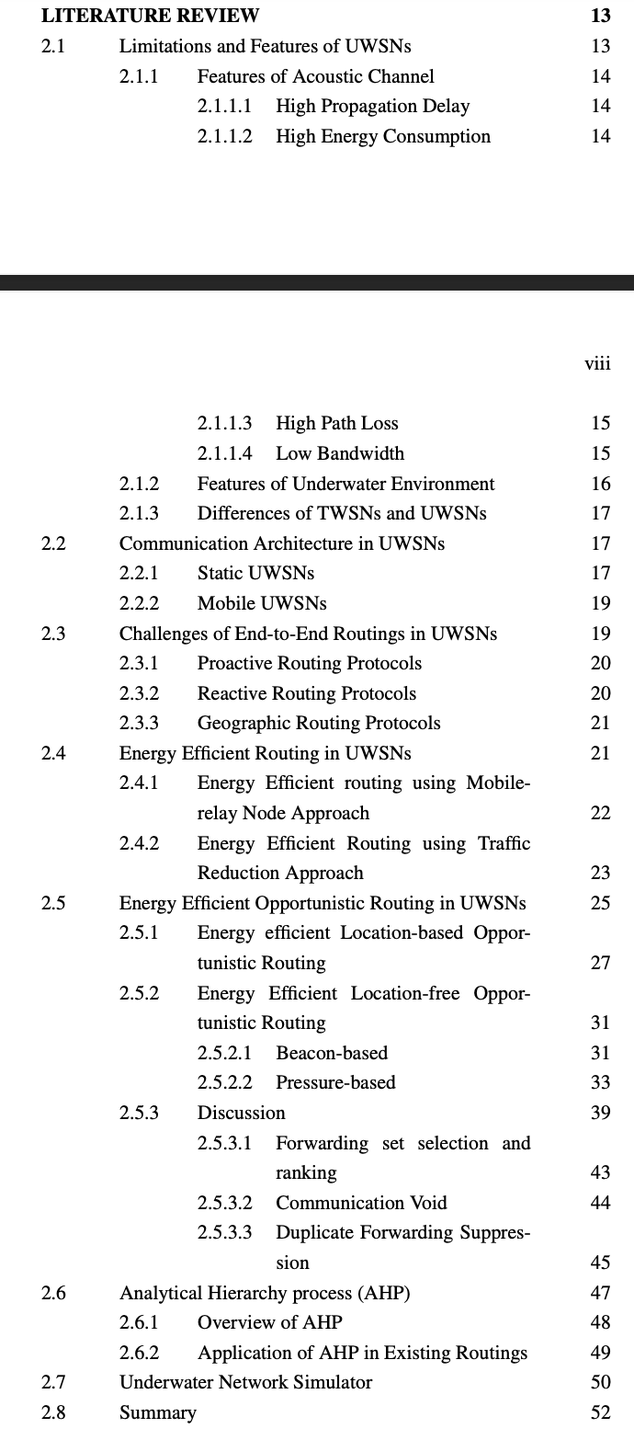 LITERATURE REVIEW 13
2.1 Limitations and Features of UWSNs 13
2.1.1 Features of Acoustic Channel 14
2.1.1.1 High Propagation Delay 14
2.1.1.2 High Energy Consumption 14
viii
2.1.1.3 High Path Loss 15
2.1.1.4 Low Bandwidth 15
2.1.2 Features of Underwater Environment 16
2.1.3 Differences of TWSNs and UWSNs 17
2.2 Communication Architecture in UWSNs 17
2.2.1 Static UWSNs 17
2.2.2 Mobile UWSNs 19
2.3 Challenges of End-to-End Routings in UWSNs 19
2.3.1 Proactive Routing Protocols 20
2.3.2 Reactive Routing Protocols 20
2.3.3 Geographic Routing Protocols 21
2.4 Energy Efficient Routing in UWSNs 21
2.4.1 Energy Efficient routing using Mobile-
relay Node Approach 22
2.4.2 Energy Efficient Routing using Traffic
Reduction Approach 23
2.5 Energy Efficient Opportunistic Routing in UWSNs 25
2.5.1 Energy efficient Location-based Oppor-
tunistic Routing 27
2.5.2 Energy Efficient Location-free Oppor-
tunistic Routing 31
2.5.2.1 Beacon-based 31
2.5.2.2 Pressure-based 33
2.5.3 Discussion 39
2.5.3.1 Forwarding set selection and
ranking 43
2.5.3.2 Communication Void 44
2.5.3.3 Duplicate Forwarding Suppres-
sion 45
2.6 Analytical Hierarchy process (AHP) 47
2.6.1 Overview of AHP 48
2.6.2 Application of AHP in Existing Routings 49
2.7 Underwater Network Simulator 50
2.8 Summary 52